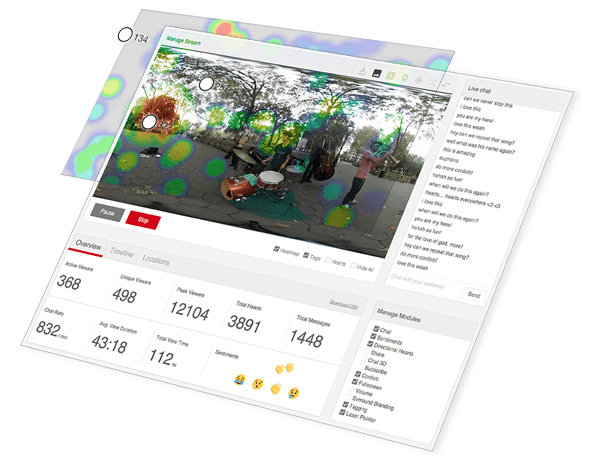 134
Manage Stream
Live chat
can we never stop this
i love this
you are my hero!
love this woah
hey can we repeat that song?
wait what was his name again?
this is amazing
euphoria
do more confetti!
hahah so fun!
when will we do this again?
hearts... hearts everywhere <3 <3
i love this
when will we do this again?
you are my hero!
hahah so fun!
for the love of god, more!
hey can we repeat that song?
do more confetti!
love this woah
Chat with your audience
Send
Pause
Stop
Heatmap
Tags
Hearts
Hide All
Overview
Timeline
Locations
Download CSV
Active Viewers
368
Unique Viewers
498
Peak Viewers
12104
Total Hearts
3891
Total Messages
1448
Chat Rate
832 / min
Avg. View Duration
43:18
Total View Time
112 hr
Sentiments
Manage Modules
Chat
Sentiments
Directional Hearts
Share
Chat 3D
Subscribe
Confetti
Fullscreen
Volume
Surround Branding
Tagging
Laser Pointer